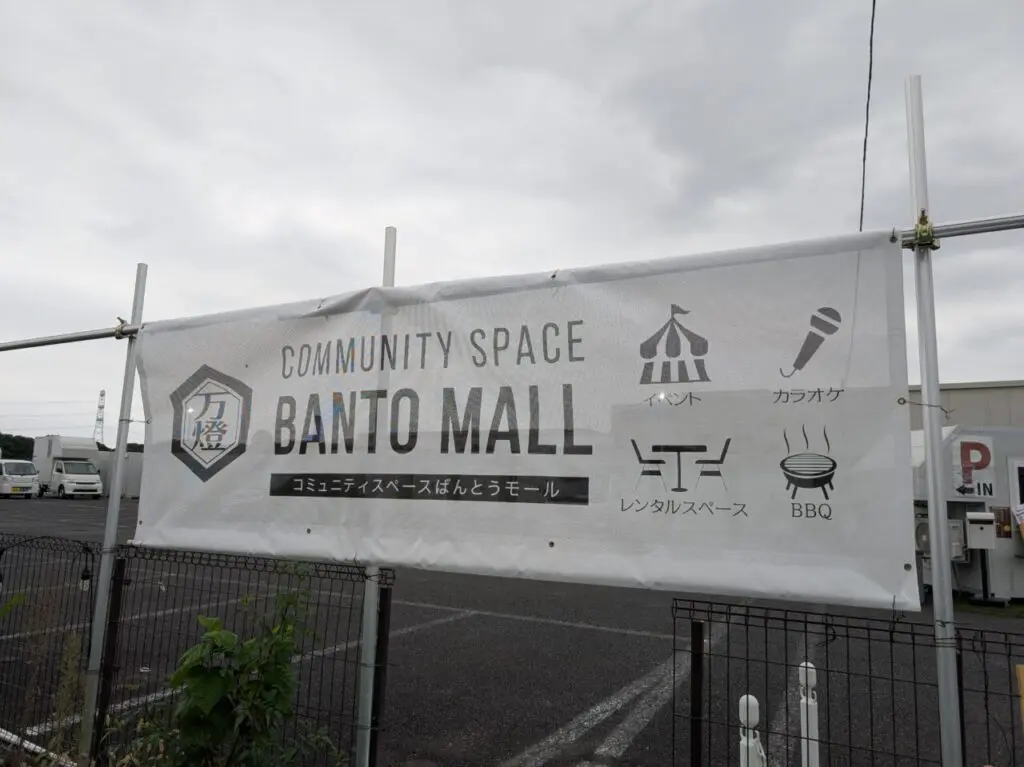 COMMUNITY SPACE
BANTO MALL
万燈
コミュニティスペースばんとうモール
イベント
カラオケ
レンタルスペース
BBQ
P
IN